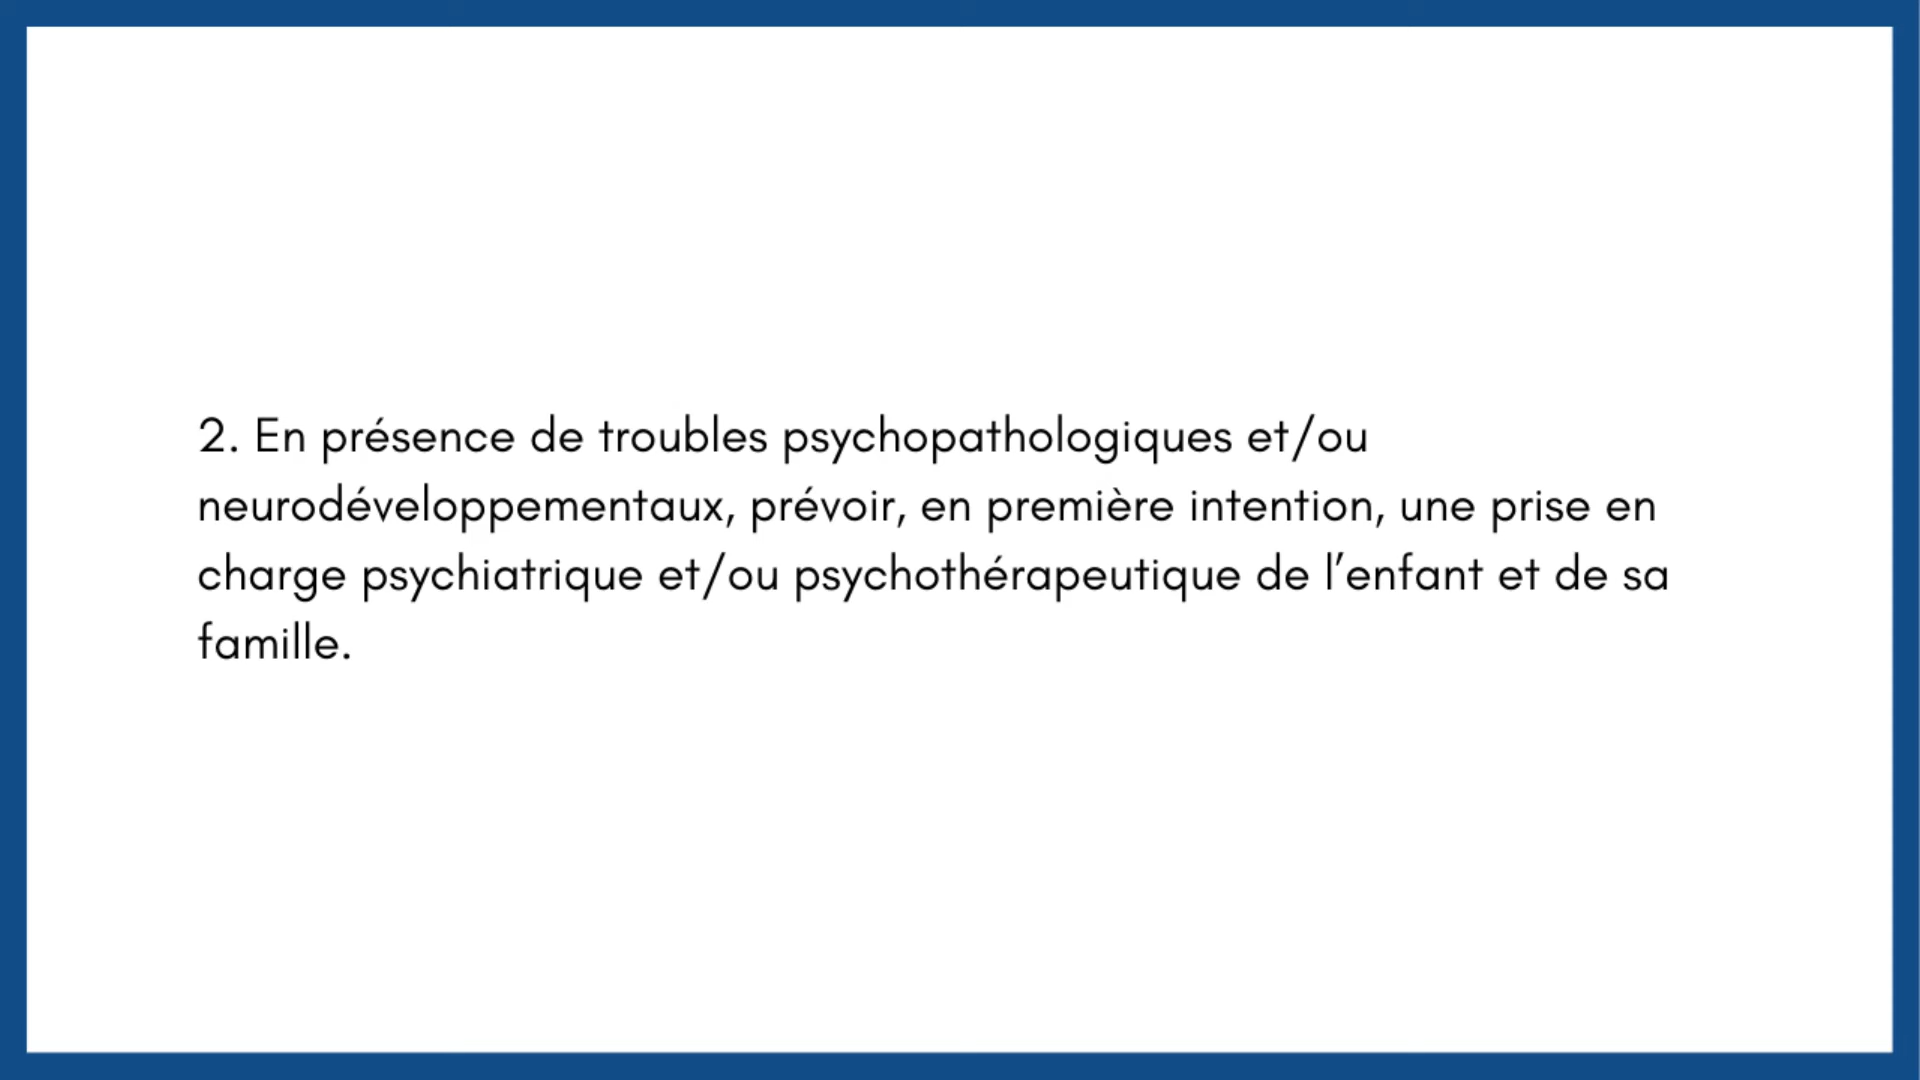 2. En présence de troubles psychopathologiques et/ou
neurodéveloppementaux, prévoir, en première intention, une prise en
charge psychiatrique et/ou psychothérapeutique de l’enfant et de sa
famille.